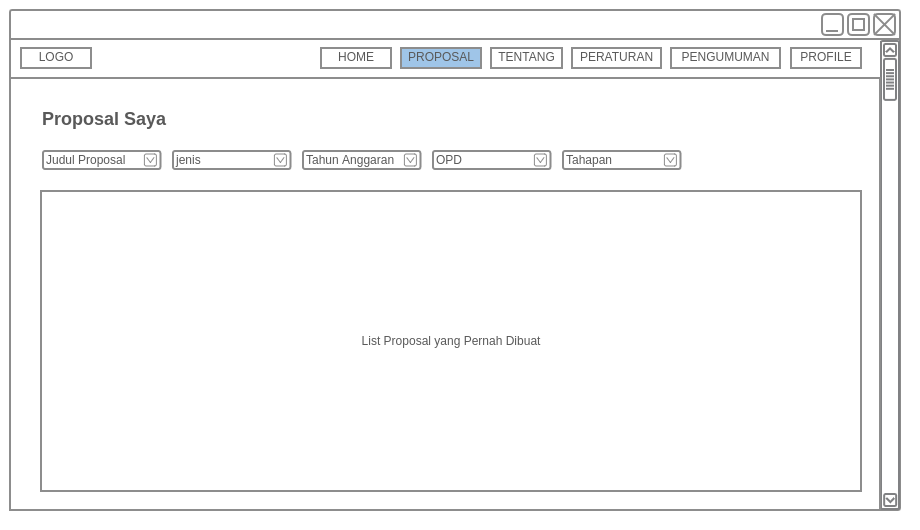 LOGO
HOME
PROPOSAL
TENTANG
PERATURAN
PENGUMUMAN
PROFILE
Proposal Saya
Judul Proposal
jenis
Tahun Anggaran
OPD
Tahapan
List Proposal yang Pernah Dibuat